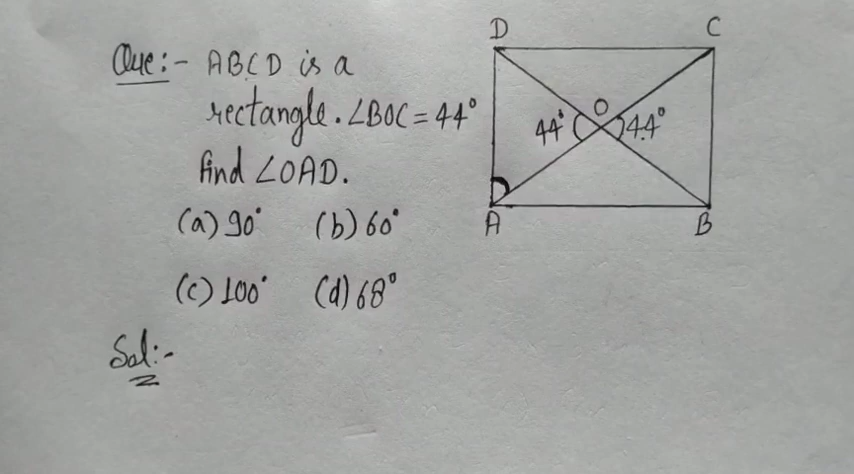 Que:- ABCD is a
rectangle. ∠BOC = 44°
find ∠OAD.
(a) 90° (b) 60°
(c) 100° (d) 68°
Sol:-
D C
O
44° 44°
A B